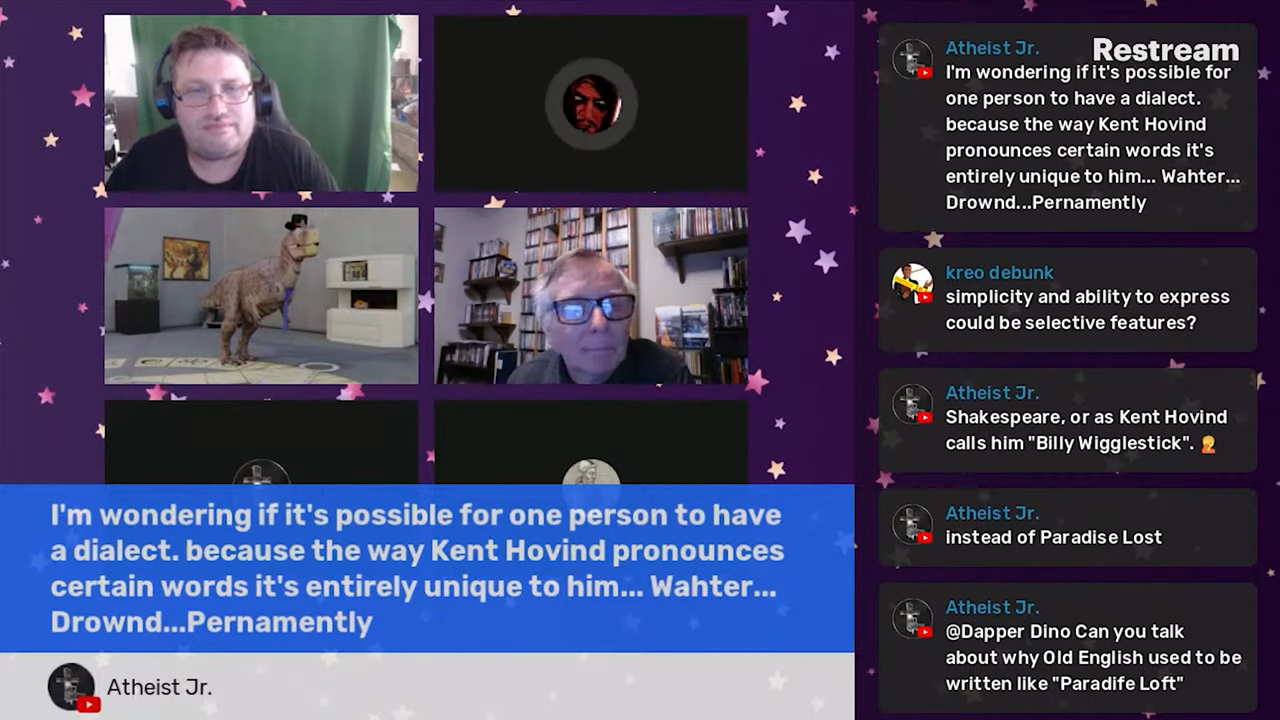 I'm wondering if it's possible for one person to have
a dialect. because the way Kent Hovind pronounces
certain words it's entirely unique to him... Wahter...
Drownd...Pernamently
Atheist Jr.
Restream
Atheist Jr.
I'm wondering if it's possible for
one person to have a dialect.
because the way Kent Hovind
pronounces certain words it's
entirely unique to him... Wahter...
Drownd...Pernamently
kreo debunk
simplicity and ability to express
could be selective features?
Atheist Jr.
Shakespeare, or as Kent Hovind
calls him "Billy Wigglestick". 🤦
Atheist Jr.
instead of Paradise Lost
Atheist Jr.
@Dapper Dino Can you talk
about why Old English used to be
written like "Paradife Loft"